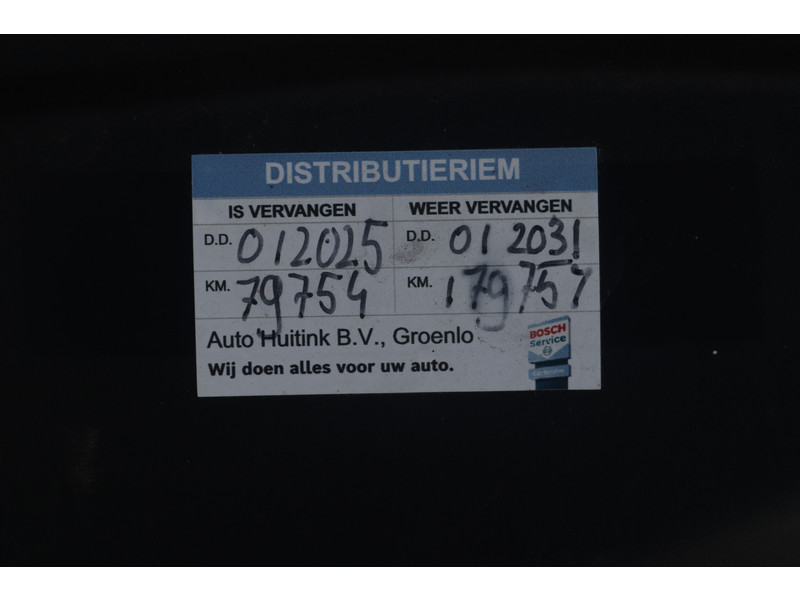 DISTRIBUTIERIEM
IS VERVANGEN WEER VERVANGEN
D.D. 012025 D.D. 01 2031
KM. 79754 KM. 179754
Auto Huitink B.V., Groenlo
BOSCH
Service
Wij doen alles voor uw auto.